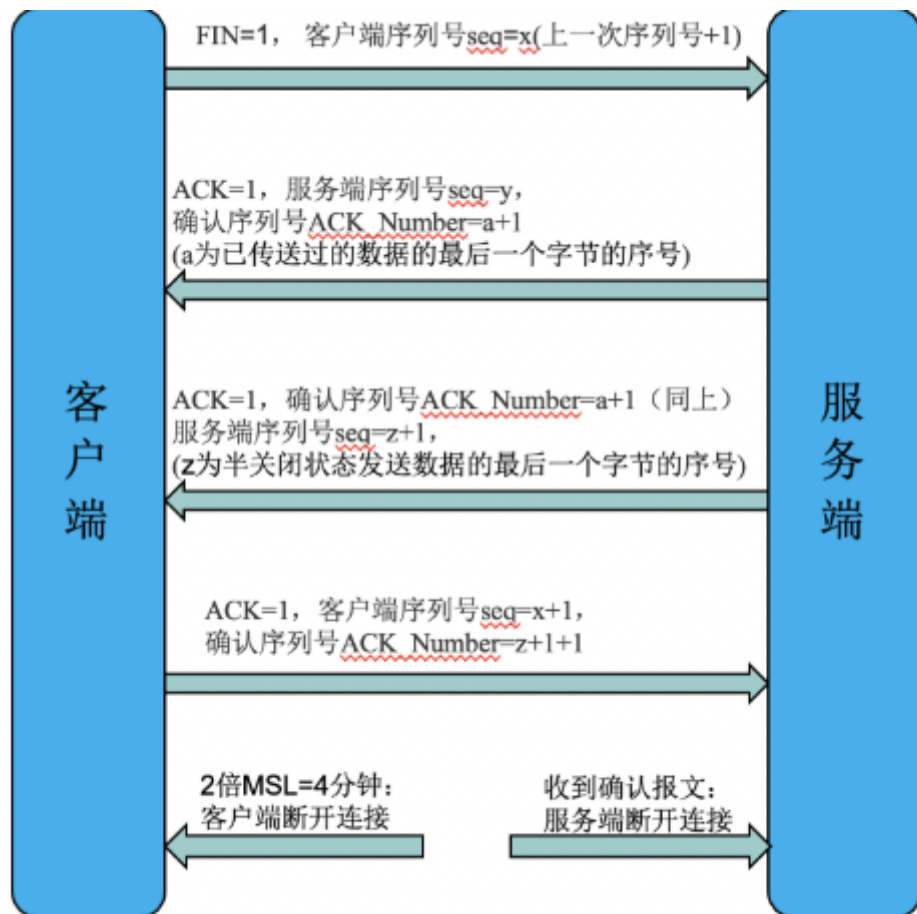 FIN=1， 客户端序列号seq=x(上一次序列号+1)
ACK=1，服务端序列号seq=y，
确认序列号ACK_Number=a+1
(a为已传送过的数据的最后一个字节的序号)
客户端
服务端
ACK=1，确认序列号ACK_Number=a+1（同上）
服务端序列号seq=z+1，
(z为半关闭状态发送数据的最后一个字节的序号)
ACK=1，客户端序列号seq=x+1，
确认序列号ACK_Number=z+1+1
2倍MSL=4分钟：
客户端断开连接
收到确认报文：
服务端断开连接